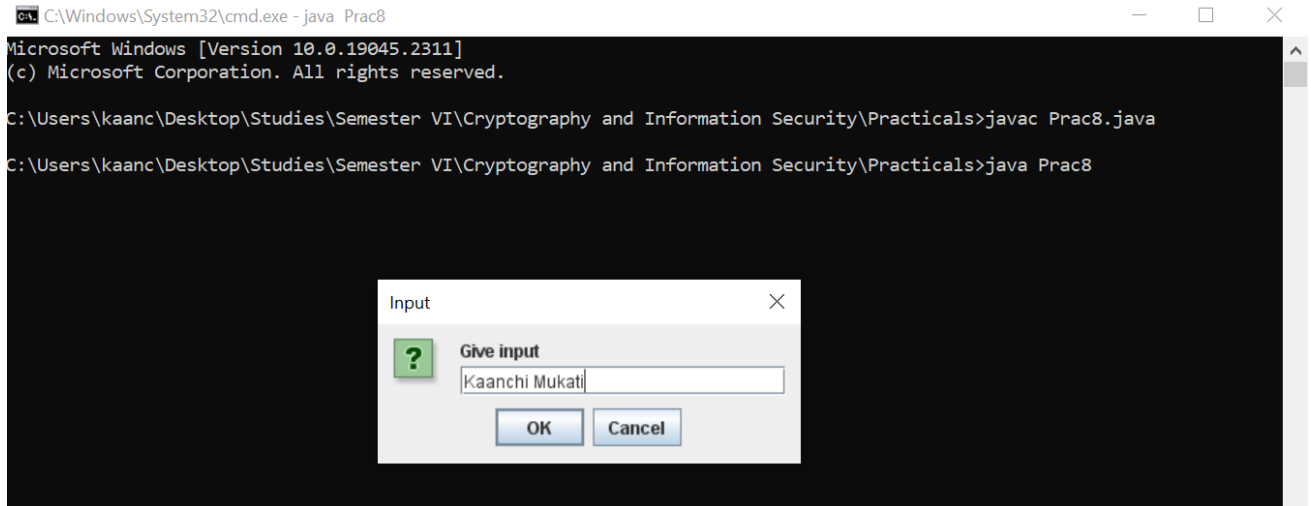 C:\Windows\System32\cmd.exe - java  Prac8
Microsoft Windows [Version 10.0.19045.2311]
(c) Microsoft Corporation. All rights reserved.
C:\Users\kaanc\Desktop\Studies\Semester VI\Cryptography and Information Security\Practicals>javac Prac8.java
C:\Users\kaanc\Desktop\Studies\Semester VI\Cryptography and Information Security\Practicals>java Prac8
Input
?
Give input
Kaanchi Mukati
OK Cancel